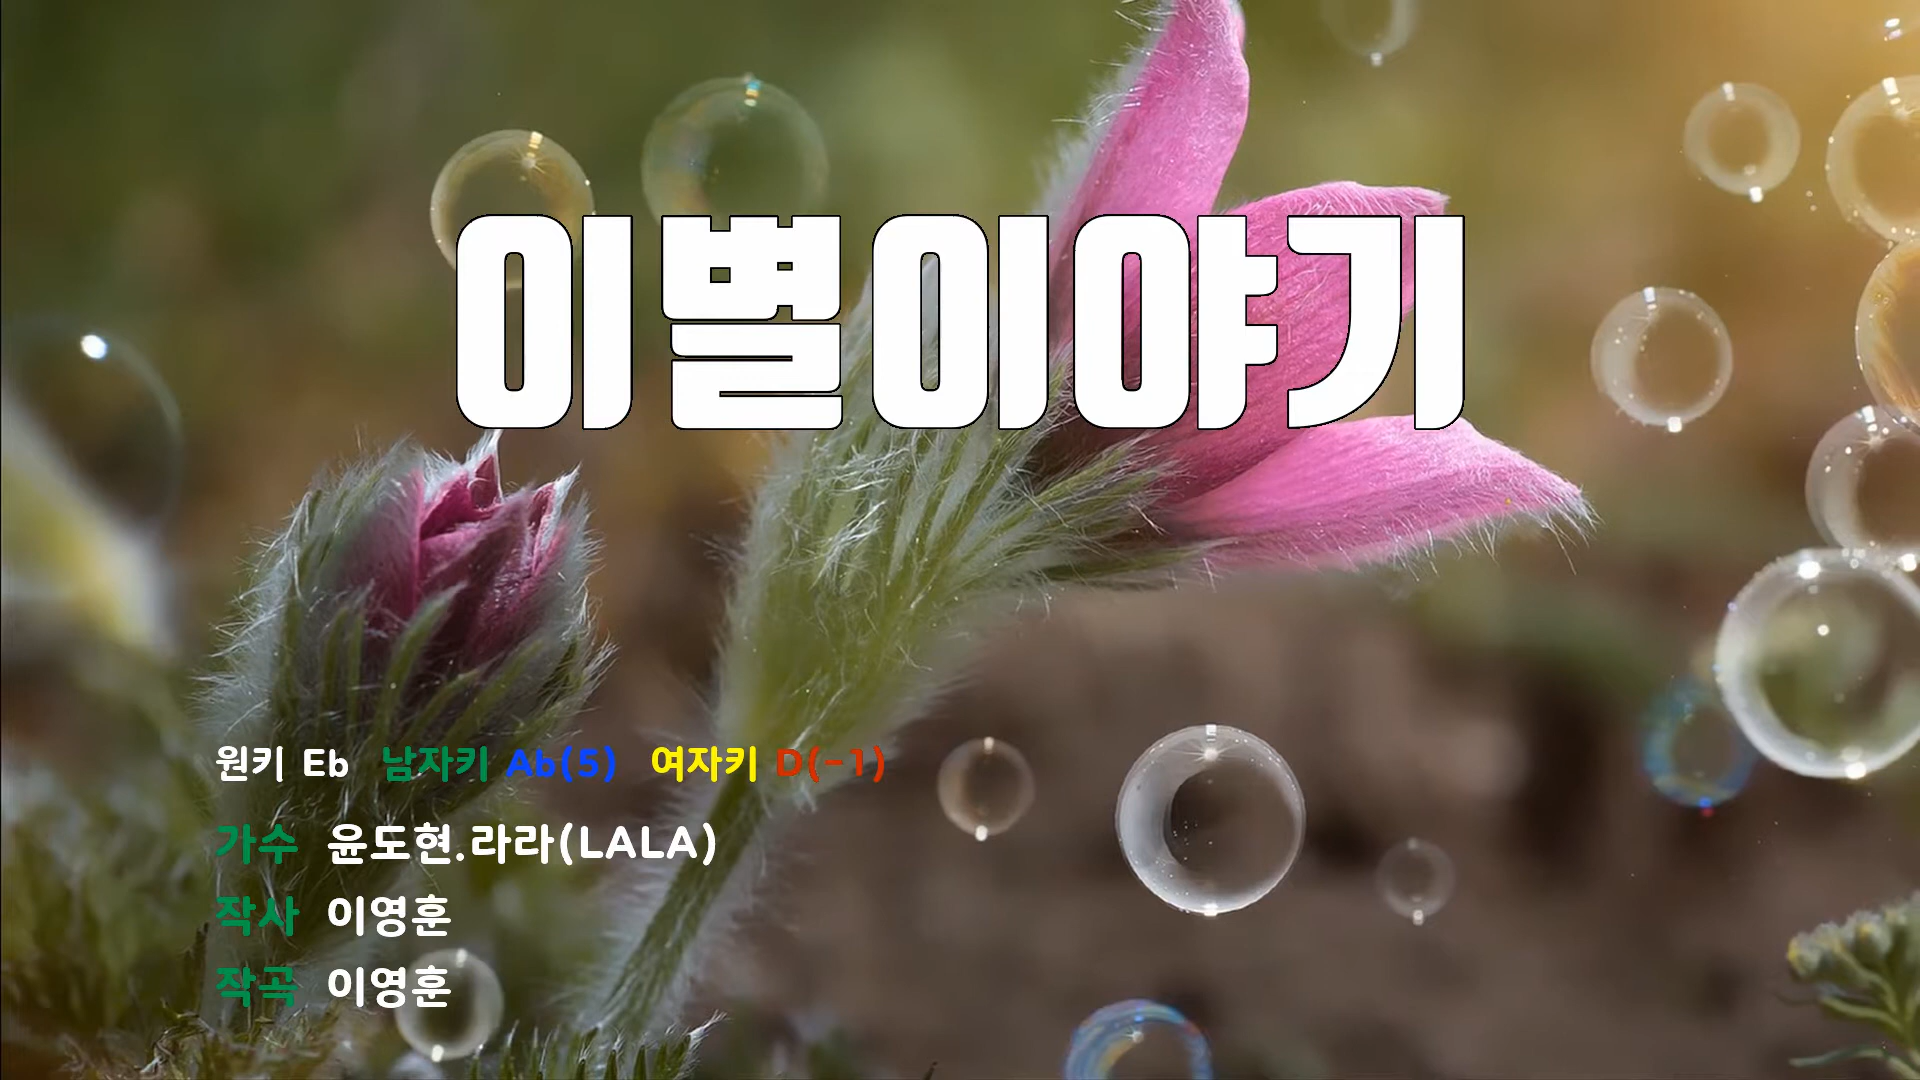 이별이야기
원키 Eb 남자키 Ab(5) 여자키 D(-1)
가수 윤도현.라라(LALA)
작사 이영훈
작곡 이영훈